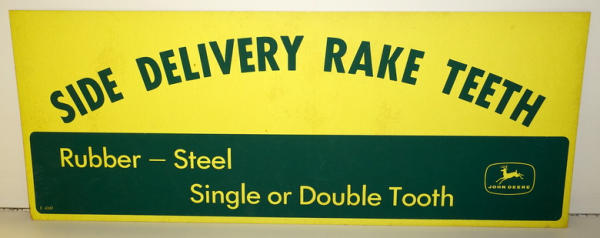 SIDE DELIVERY RAKE TEETH
Rubber – Steel
Single or Double Tooth
JOHN DEERE